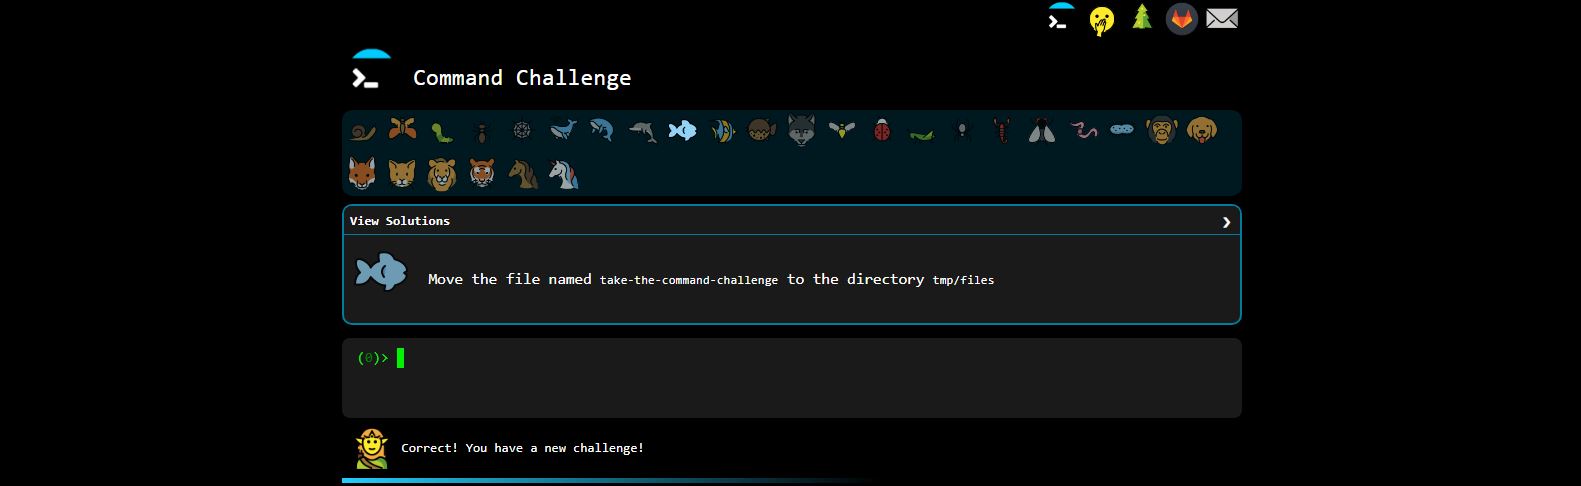 Command Challenge
View Solutions
Move the file named take-the-command-challenge to the directory tmp/files
(0)>
Correct! You have a new challenge!